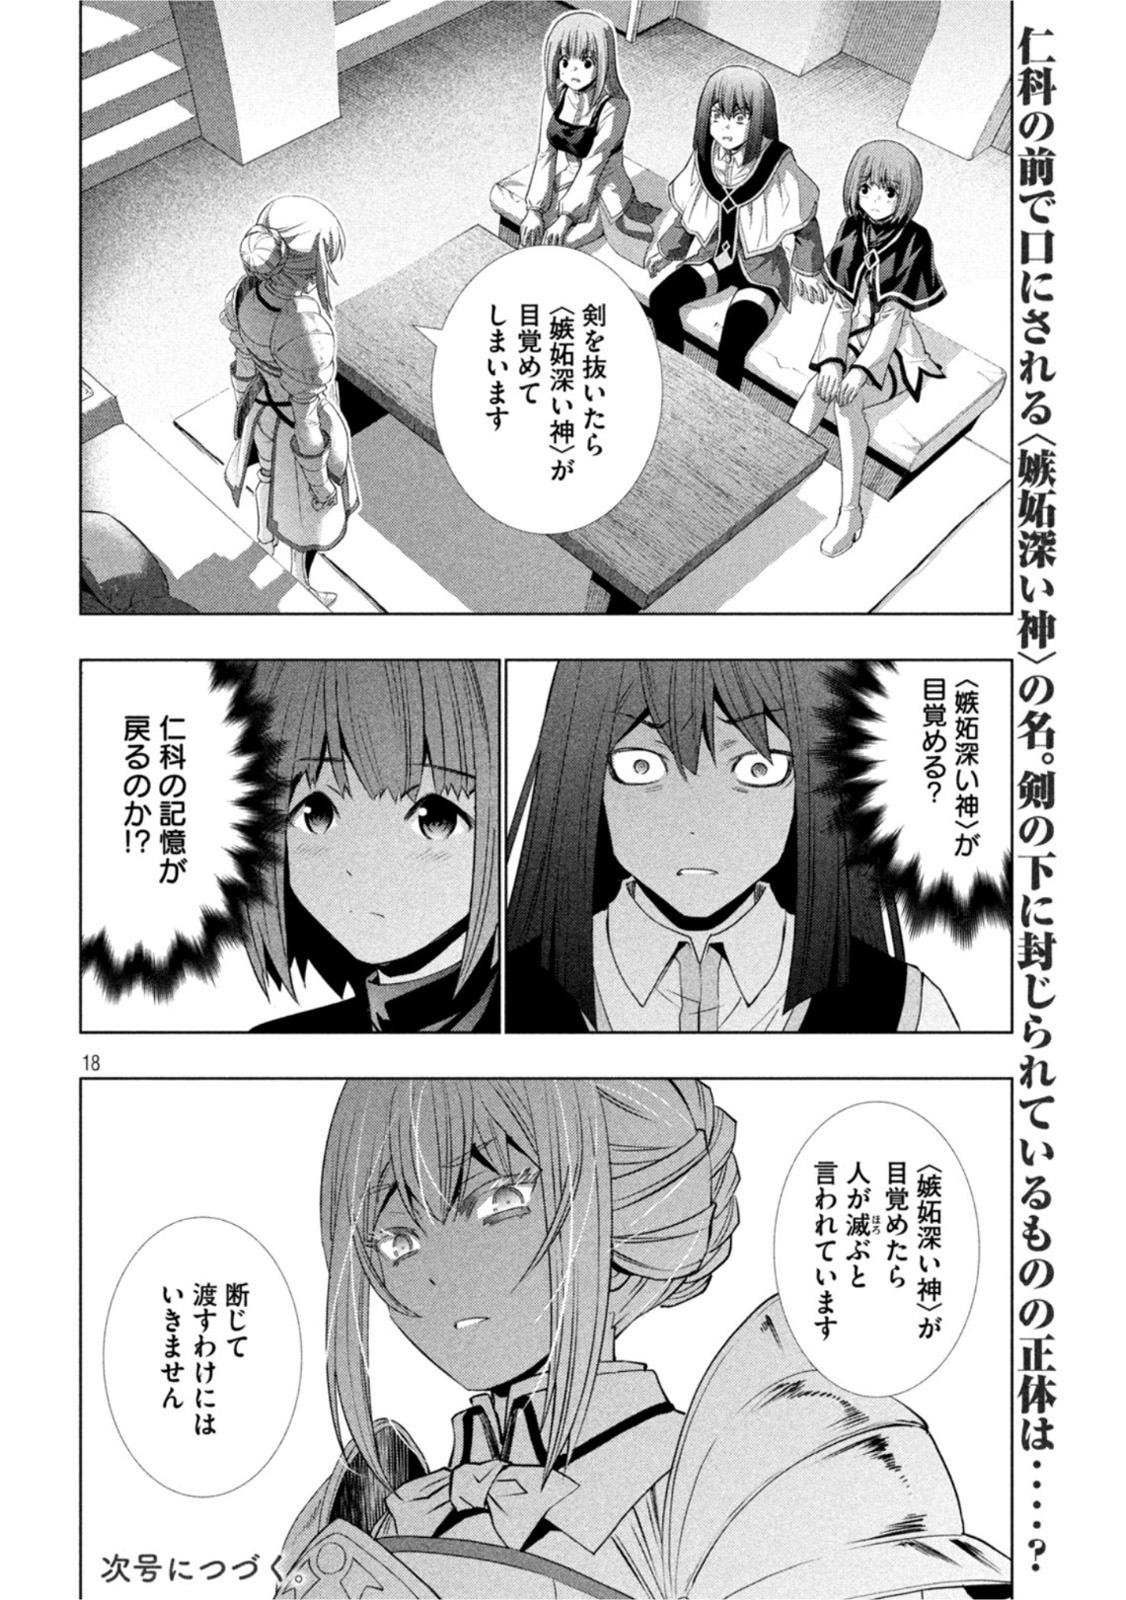 剣を抜いたら
〈嫉妬深い神〉が
目覚めて
しまいます
〈嫉妬深い神〉が
目覚める?
仁科の記憶が
戻るのか!?
18
〈嫉妬深い神〉が
目覚めたら
人が滅ぶと
ほろ
言われています
断じて
渡すわけには
いきません
次号につづく。
仁科の前で口にされる〈嫉妬深い神〉の名。剣の下に封じられているものの正体は・・・・・?